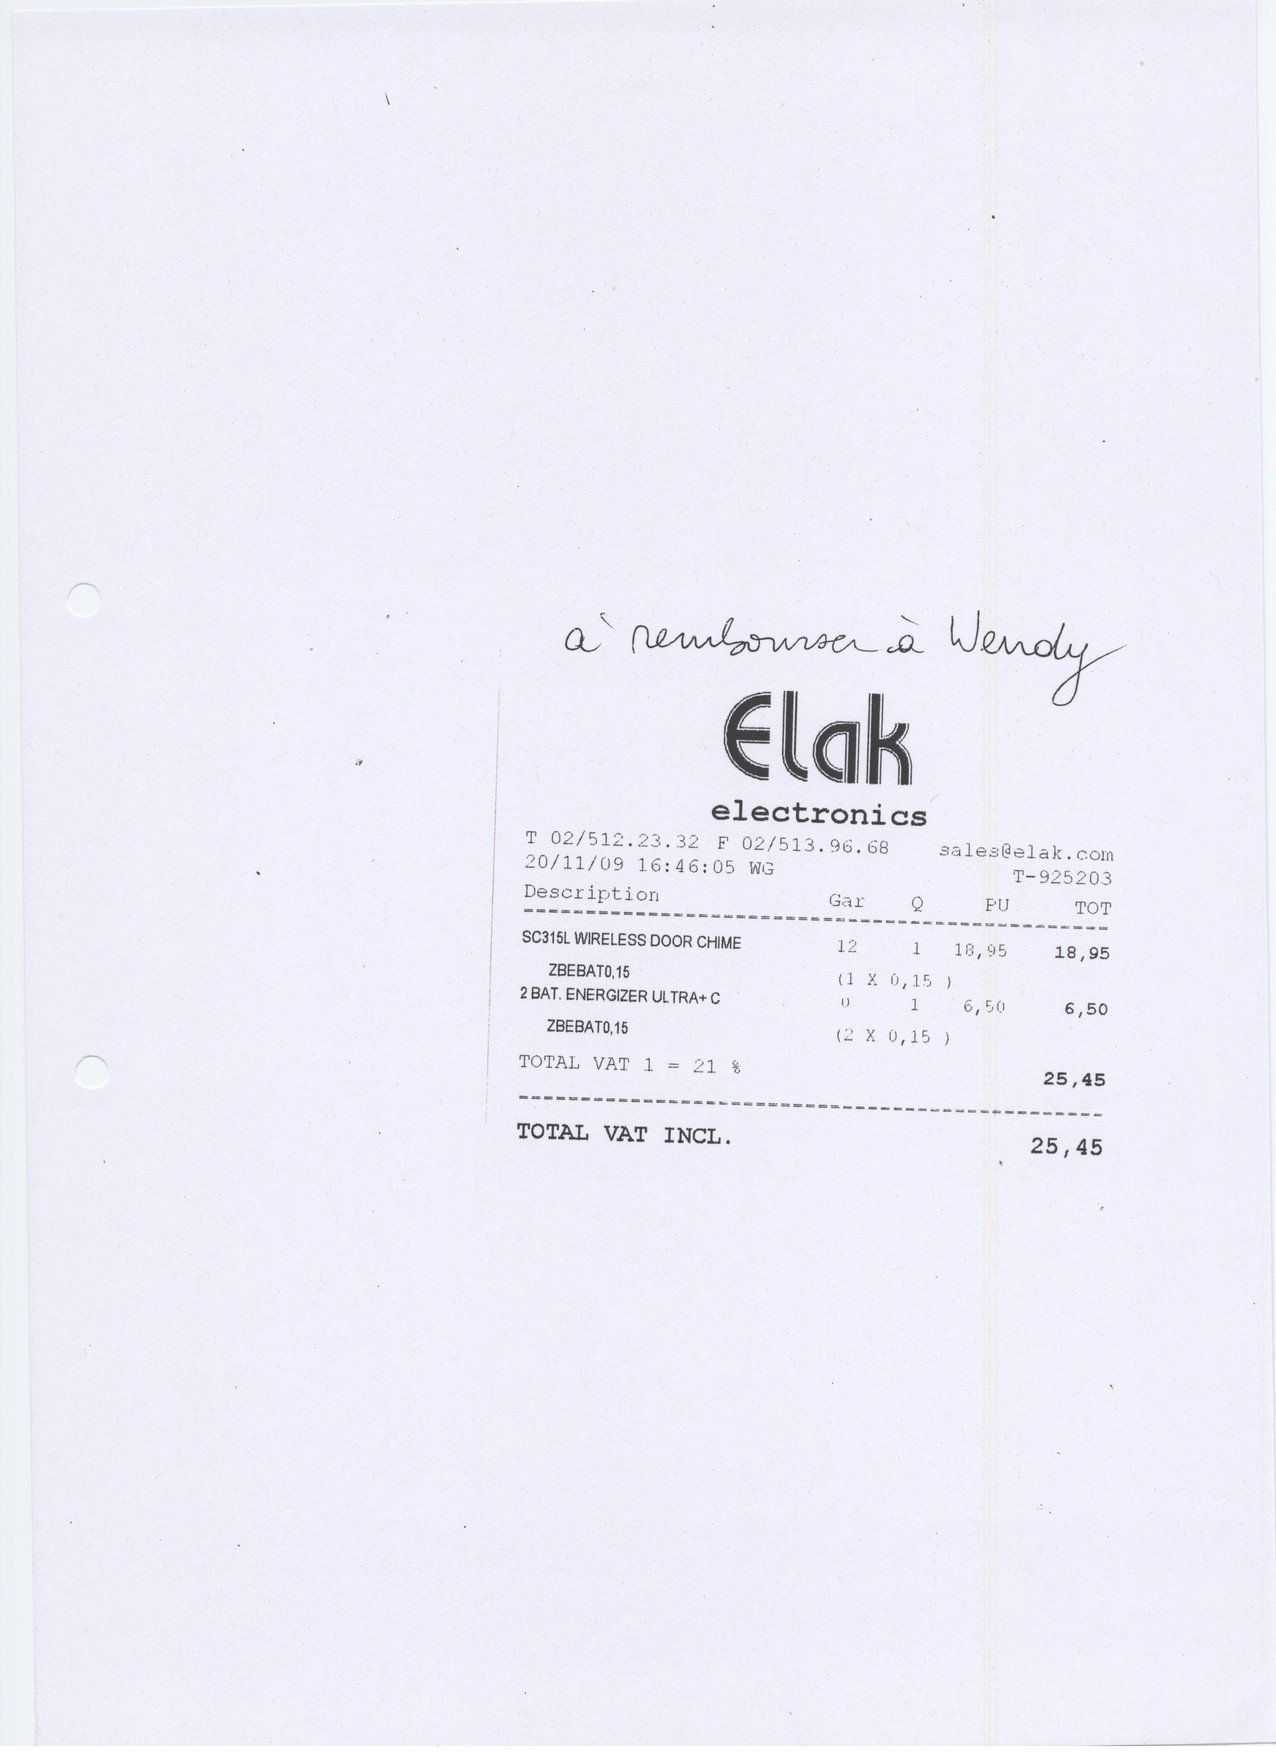 à rembourser à Wendy
Elak
electronics
T 02/512.23.32 F 02/513.96.68 sales@elak.com
20/11/09 16:46:05 WG T-925203
Description Gar Q PU TOT
SC315L WIRELESS DOOR CHIME 12 1 18,95 18,95
ZBEBAT0,15 (1 X 0,15 )
2 BAT. ENERGIZER ULTRA+ C 0 1 6,50 6,50
ZBEBAT0,15 (2 X 0,15 )
TOTAL VAT 1 = 21 % 25,45
TOTAL VAT INCL. 25,45